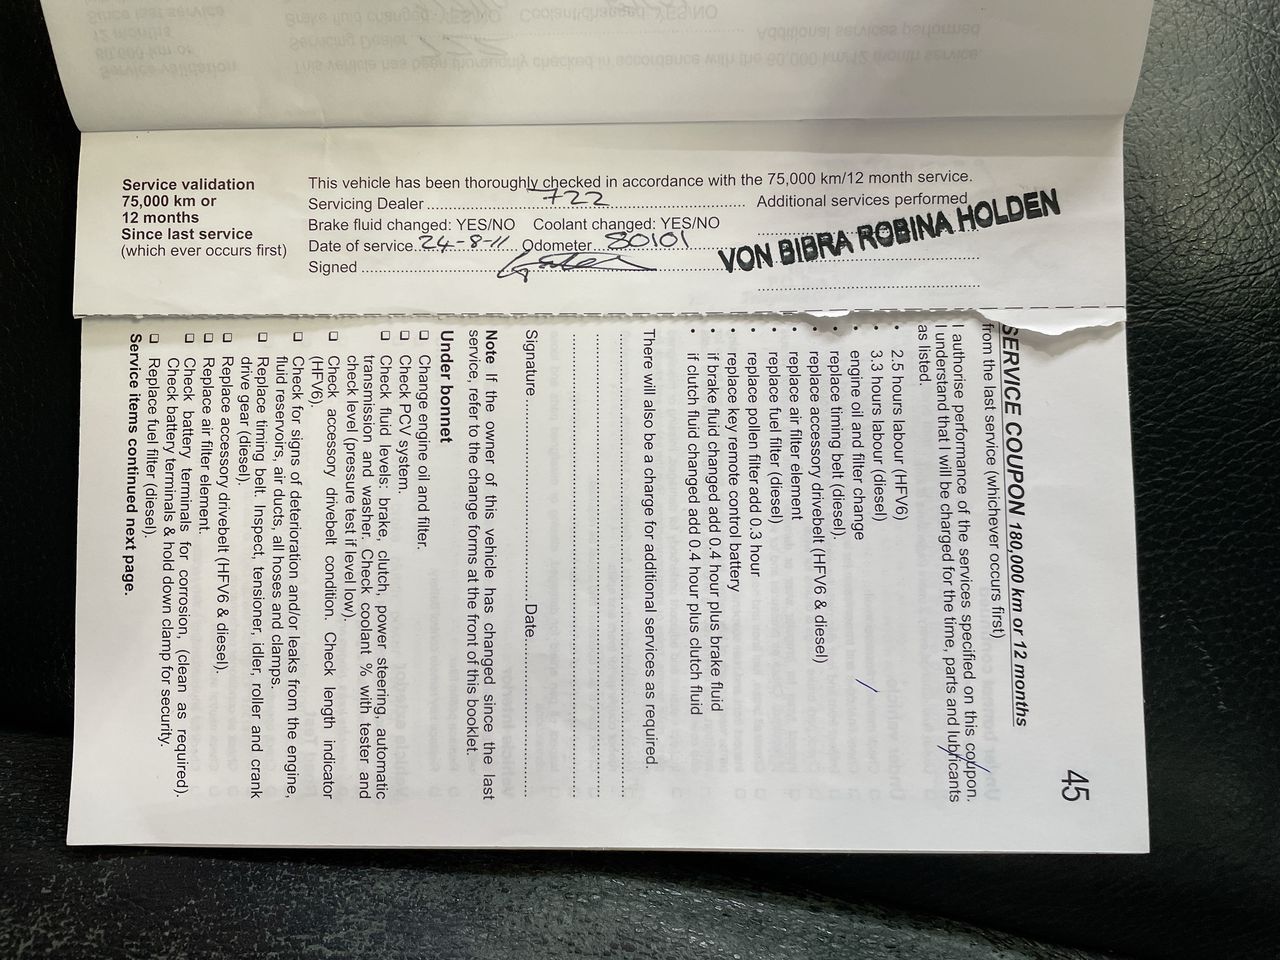 Service validation
75,000 km or
12 months
Since last service
(which ever occurs first)
This vehicle has been thoroughly checked in accordance with the 75,000 km/12 month service.
Servicing Dealer 722 Additional services performed
Brake fluid changed: YES/NO Coolant changed: YES/NO
Date of service 24-8-11 Odometer 80101
Signed
VON BIBRA ROBINA HOLDEN
45
SERVICE COUPON 180,000 km or 12 months
from the last service (whichever occurs first)
I authorise performance of the services specified on this coupon.
I understand that I will be charged for the time, parts and lubricants
as listed.
• 2.5 hours labour (HFV6)
• 3.3 hours labour (diesel)
• engine oil and filter change
• replace timing belt (diesel).
• replace accessory drivebelt (HFV6 & diesel)
• replace air filter element
• replace fuel filter (diesel)
• replace pollen filter add 0.3 hour
• replace key remote control battery
• if brake fluid changed add 0.4 hour plus brake fluid
• if clutch fluid changed add 0.4 hour plus clutch fluid
There will also be a charge for additional services as required.
Signature Date
Note If the owner of this vehicle has changed since the last
service, refer to the change forms at the front of this booklet.
Under bonnet
❑ Change engine oil and filter.
❑ Check PCV system.
❑ Check fluid levels: brake, clutch, power steering, automatic
transmission and washer. Check coolant % with tester and
check level (pressure test if level low).
❑ Check accessory drivebelt condition. Check length indicator
(HFV6).
❑ Check for signs of deterioration and/or leaks from the engine,
fluid reservoirs, air ducts, all hoses and clamps.
❑ Replace timing belt. Inspect, tensioner, idler, roller and crank
drive gear (diesel).
❑ Replace accessory drivebelt (HFV6 & diesel).
❑ Replace air filter element.
❑ Check battery terminals for corrosion, (clean as required).
Check battery terminals & hold down clamp for security.
❑ Replace fuel filter (diesel).
Service items continued next page.